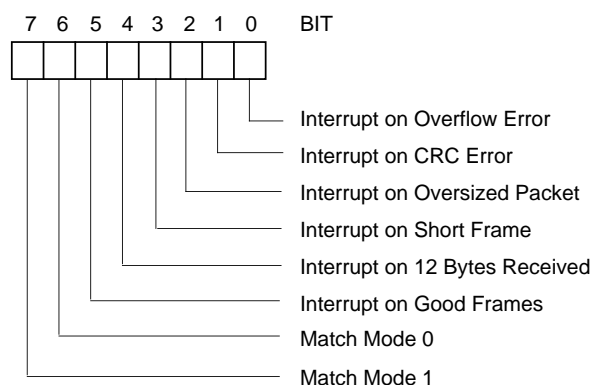 7 6 5 4 3 2 1 0 BIT
Interrupt on Overflow Error
Interrupt on CRC Error
Interrupt on Oversized Packet
Interrupt on Short Frame
Interrupt on 12 Bytes Received
Interrupt on Good Frames
Match Mode 0
Match Mode 1